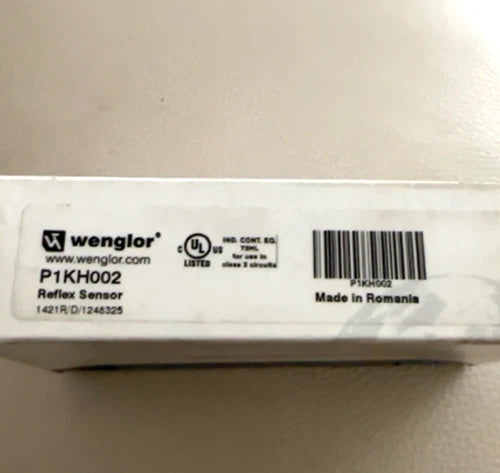 wenglor®
www.wenglor.com
P1KH002
Reflex Sensor
1421R/D/1248325
C UL US
LISTED
IND. CONT. EQ.
72HL
for use in
class 2 circuits
P1KH002
Made in Romania